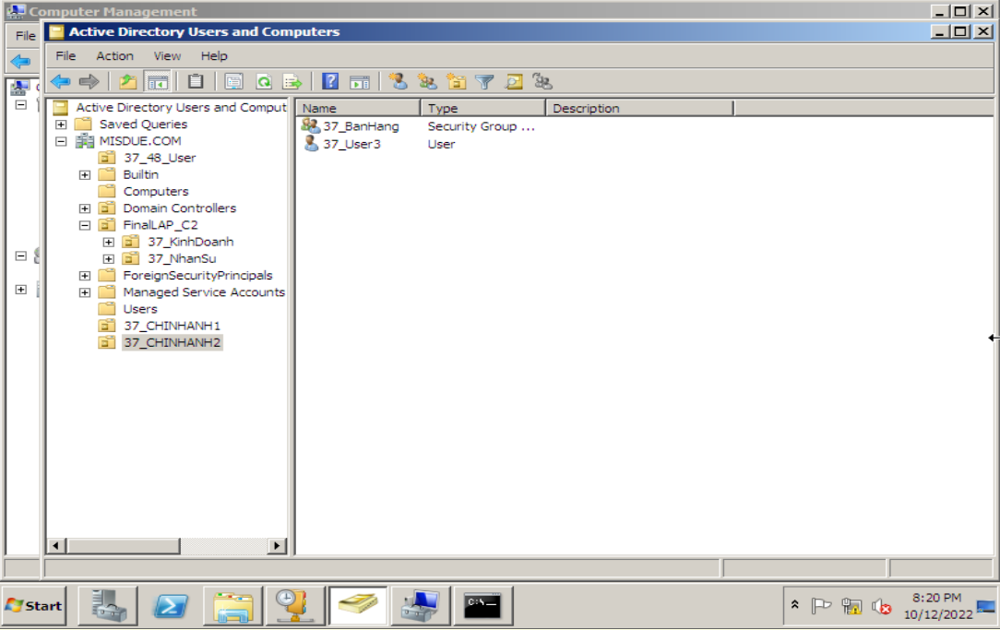 Computer Management
File
Active Directory Users and Computers
File Action View Help
Active Directory Users and Comput
Saved Queries
MISDUE.COM
37_48_User
Builtin
Computers
Domain Controllers
FinalLAP_C2
37_KinhDoanh
37_NhanSu
ForeignSecurityPrincipals
Managed Service Accounts
Users
37_CHINHANH1
37_CHINHANH2
Name Type Description
37_BanHang Security Group ...
37_User3 User
Start
C:\
8:20 PM
10/12/2022